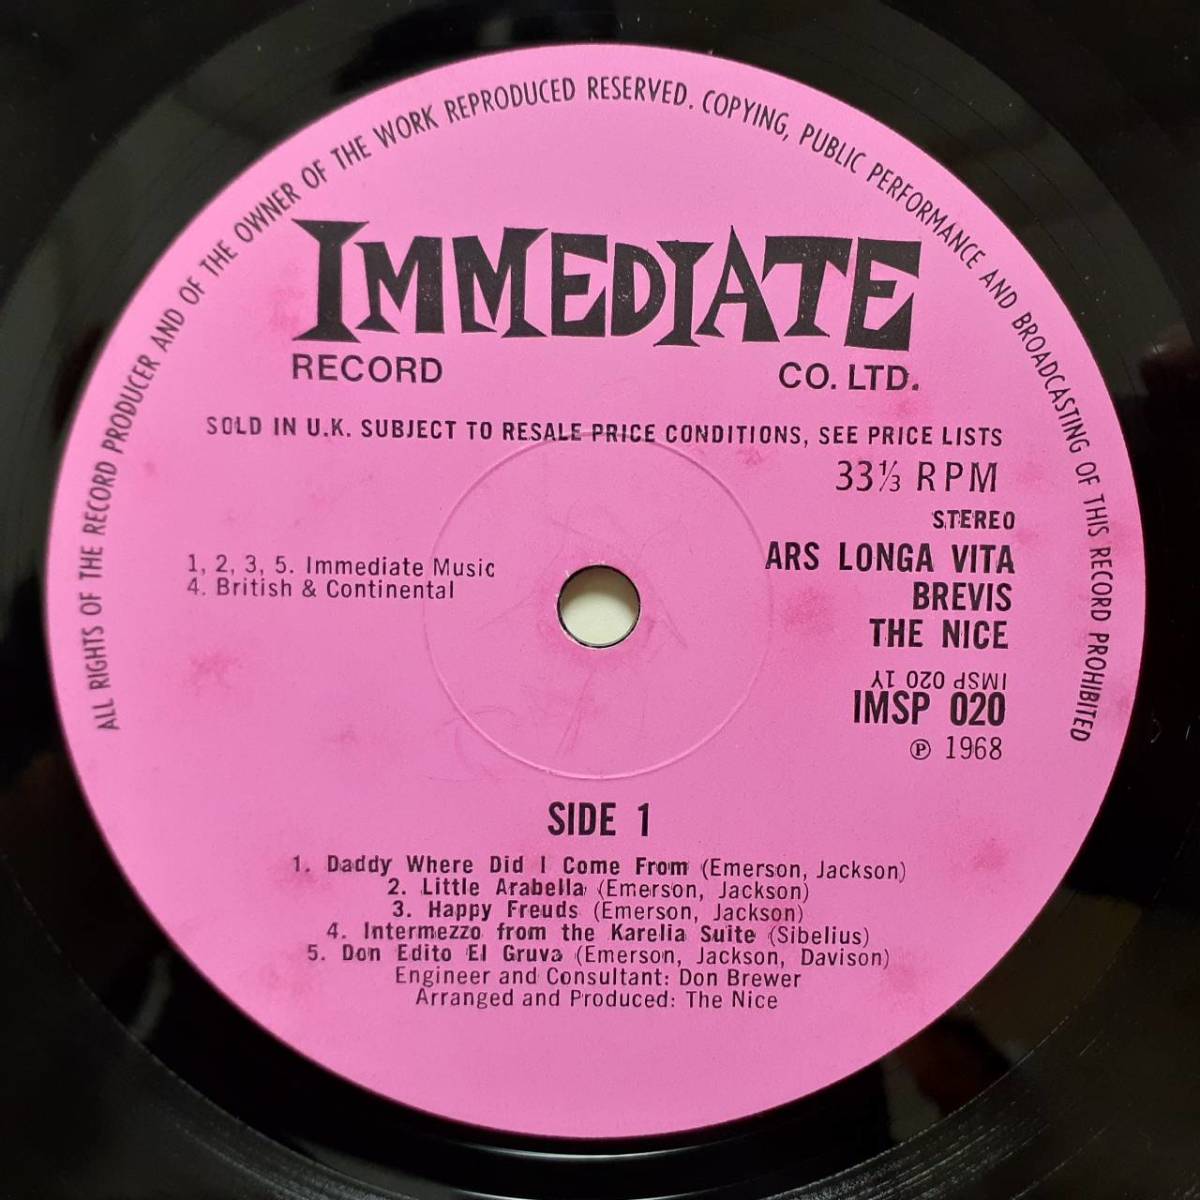 ALL RIGHTS OF THE RECORD PRODUCER AND OF THE OWNER OF THE WORK REPRODUCED RESERVED. COPYING, PUBLIC PERFORMANCE AND BROADCASTING OF THIS RECORD PROHIBITED
IMMEDIATE
RECORD CO. LTD.
SOLD IN U.K. SUBJECT TO RESALE PRICE CONDITIONS, SEE PRICE LISTS
33⅓ RPM
STEREO
1, 2, 3, 5. Immediate Music
4. British & Continental
ARS LONGA VITA
BREVIS
THE NICE
IMSP 020 1Y
IMSP 020
℗ 1968
SIDE 1
1. Daddy Where Did I Come From (Emerson, Jackson)
2. Little Arabella (Emerson, Jackson)
3. Happy Freuds (Emerson, Jackson)
4. Intermezzo from the Karelia Suite (Sibelius)
5. Don Edito El Gruva (Emerson, Jackson, Davison)
Engineer and Consultant: Don Brewer
Arranged and Produced: The Nice